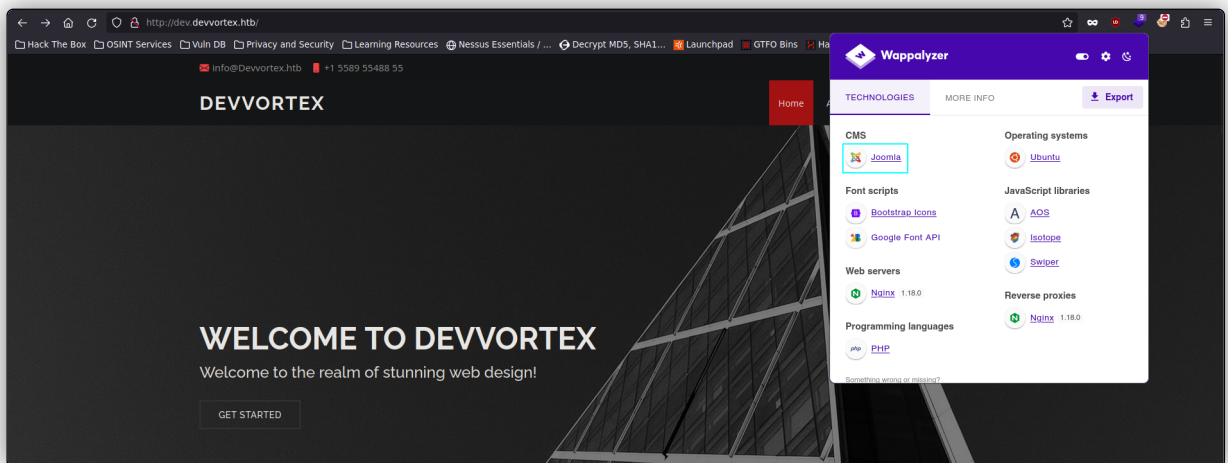 http://dev.devvortex.htb/
9
Hack The Box OSINT Services Vuln DB Privacy and Security Learning Resources Nessus Essentials / ... Decrypt MD5, SHA1... Launchpad GTFO Bins Ha
info@Devvortex.htb +1 5589 55488 55
DEVVORTEX
Home
WELCOME TO DEVVORTEX
Welcome to the realm of stunning web design!
GET STARTED
Wappalyzer
TECHNOLOGIES MORE INFO Export
CMS
Joomla
Font scripts
Bootstrap Icons
Google Font API
Web servers
Nginx 1.18.0
Programming languages
php PHP
Something wrong or missing?
Operating systems
Ubuntu
JavaScript libraries
AOS
Isotope
Swiper
Reverse proxies
Nginx 1.18.0